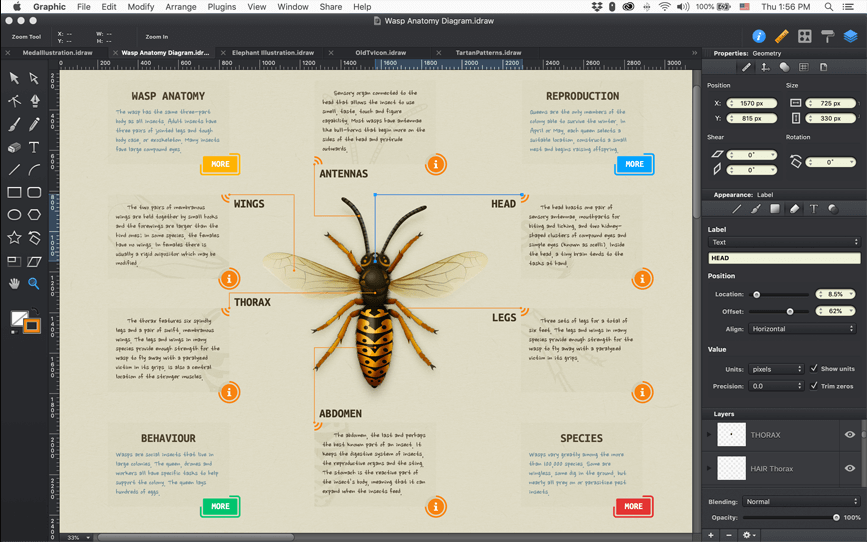 Graphic File Edit Modify Arrange Plugins View Window Share Help
100% Thu 1:56 PM
Wasp Anatomy Diagram.idraw
Zoom Tool X: -- Y: -- W: -- H: -- Zoom In
MedalIllustration.idraw
Wasp Anatomy Diagram.idr...
Elephant Illustration.idraw
OldTvIcon.idraw
TartanPatterns.idraw
0 200 400 600 800 1000 1200 1400 1600 1800 2000 2200 2400 2600 2800 3000
WASP ANATOMY
The wasp has the same three-part
body as all insects. Adult insects have
three pairs of jointed legs and tough
body case, or exoskeleton. Many insects
have large compound eyes.
MORE
Sensory organ connected to the
head that allows the insect to use
smell, taste, touch and figure
capability. Most wasps have antennae
like bull-horns that begin more on the
sides of the head and protrude
outwards.
ANTENNAS
REPRODUCTION
Queens are the only members of the
colony able to survive the winter. In
April or May, each queen selects a
suitable location, constructs a small
nest and begins raising offspring.
MORE
WINGS
The two pairs of membranous
wings are held together by small hooks
and the forewings are larger than the
hind ones; in some species, the females
have no wings. In females there is
usually a rigid ovipositor which may be
modified.
HEAD
The head boasts one pair of
sensory antennae, mouthparts for
biting and licking, and two kidney-
shaped clusters of compound eyes and
simple eyes (known as ocelli). Inside
the head, a tiny brain tends to the
tasks at hand.
THORAX
The thorax features six spindly
legs and a pair of swift, membranous
wings. The legs and wings in many
species provide enough strength for the
wasp to fly away with a paralyzed
victim in its grips. is also a central
location of the stronger muscles.
LEGS
Three sets of legs for a total of
six feet. The legs and wings in many
species provide enough strength for the
wasp to fly away with a paralyzed
victim in its grips.
ABDOMEN
The abdomen, the last and perhaps
the best known part of an insect. It
keeps the digestive system of insects,
the reproductive organs and the sting.
The stomach is the exactive part of
the insect's body, meaning that it can
expand when the insects feed.
BEHAVIOUR
Wasps are social insects that live in
large colonies. The queen, drones and
workers all have specific tasks to help
support the colony. The queen lays
hundreds of eggs.
MORE
SPECIES
Wasps vary greatly among the more
than 100,000 species. Some are
wingless, some dig in the ground, but
nearly all prey on or parasitize pest
insects.
MORE
33%
Properties: Geometry
Position Size
X: 1570 px 725 px
Y: 815 px 330 px
Shear Rotation
0° 0°
0°
Appearance: Label
Label
Text
HEAD
Position
Location: 8.5%
Offset: 62%
Align: Horizontal
Value
Units: pixels Show units
Precision: 0.0 Trim zeros
Layers
THORAX
HAIR Thorax
Blending: Normal
Opacity: 100%